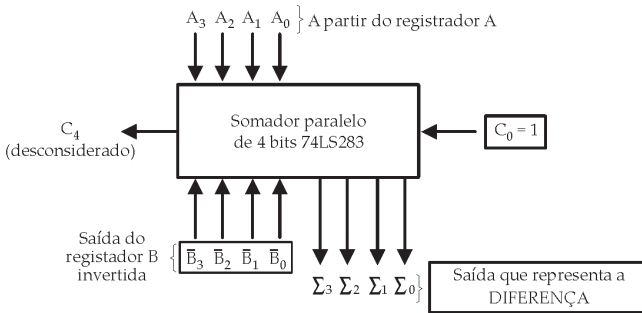 A₃ A₂ A₁ A₀ } A partir do registrador A
Somador paralelo
de 4 bits 74LS283
C₄
(desconsiderado)
C₀ = 1
Saída do
registador B
invertida
{ B̅₃ B̅₂ B̅₁ B̅₀
Σ₃ Σ₂ Σ₁ Σ₀ }
Saída que representa a
DIFERENÇA